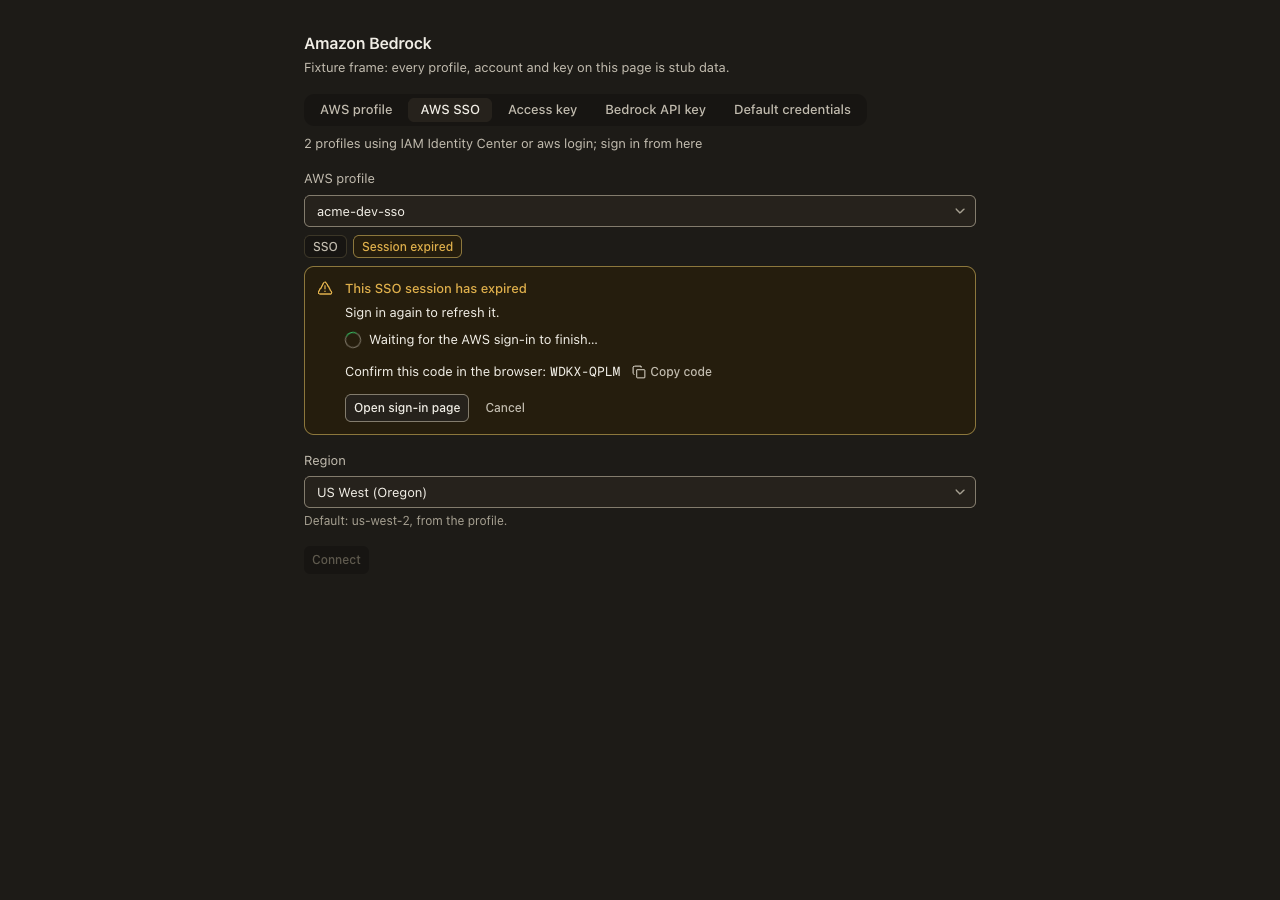 Amazon Bedrock
Fixture frame: every profile, account and key on this page is stub data.
AWS profile
AWS SSO
Access key
Bedrock API key
Default credentials
2 profiles using IAM Identity Center or aws login; sign in from here
AWS profile
acme-dev-sso
SSO
Session expired
This SSO session has expired
Sign in again to refresh it.
Waiting for the AWS sign-in to finish…
Confirm this code in the browser: WDKX-QPLM
Copy code
Open sign-in page
Cancel
Region
US West (Oregon)
Default: us-west-2, from the profile.
Connect